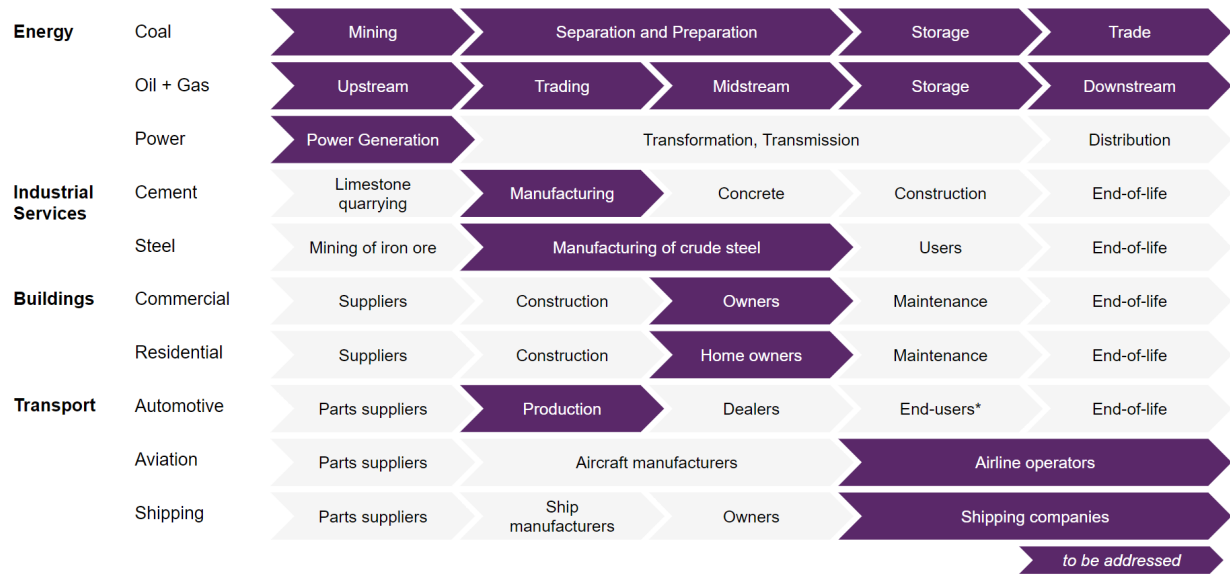 Energy Coal Mining Separation and Preparation Storage Trade
Oil + Gas Upstream Trading Midstream Storage Downstream
Power Power Generation Transformation, Transmission Distribution
Industrial Services Cement Limestone quarrying Manufacturing Concrete Construction End-of-life
Steel Mining of iron ore Manufacturing of crude steel Users End-of-life
Buildings Commercial Suppliers Construction Owners Maintenance End-of-life
Residential Suppliers Construction Home owners Maintenance End-of-life
Transport Automotive Parts suppliers Production Dealers End-users* End-of-life
Aviation Parts suppliers Aircraft manufacturers Airline operators
Shipping Parts suppliers Ship manufacturers Owners Shipping companies
to be addressed